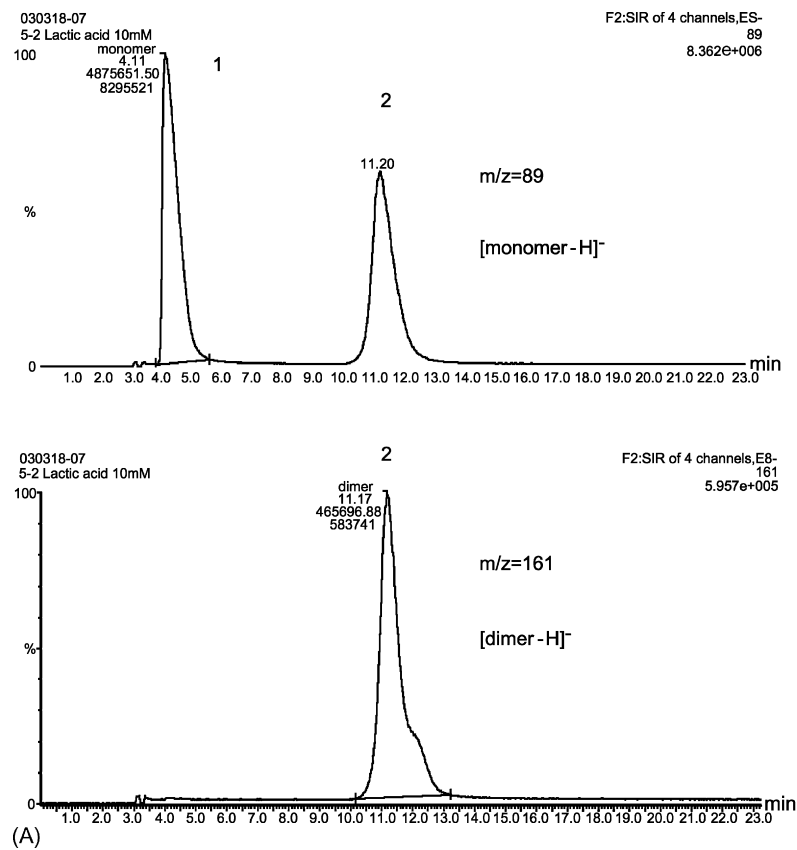 030318-07
5-2 Lactic acid 10mM
F2:SIR of 4 channels,ES-
89
8.362e+006
monomer
4.11
4875651.50
8295521
100
1
2
11.20
m/z=89
%
[monomer-H]⁻
0
min
1.0 2.0 3.0 4.0 5.0 6.0 7.0 8.0 9.0 10.0 11.0 12.0 13.0 14.0 15.0 16.0 17.0 18.0 19.0 20.0 21.0 22.0 23.0
030318-07
5-2 Lactic acid 10mM
2
F2:SIR of 4 channels,E8-
161
5.957e+005
dimer
11.17
465696.88
583741
100
m/z=161
%
[dimer-H]⁻
0
min
1.0 2.0 3.0 4.0 5.0 6.0 7.0 8.0 9.0 10.0 11.0 12.0 13.0 14.0 15.0 16.0 17.0 18.0 19.0 20.0 21.0 22.0 23.0
(A)